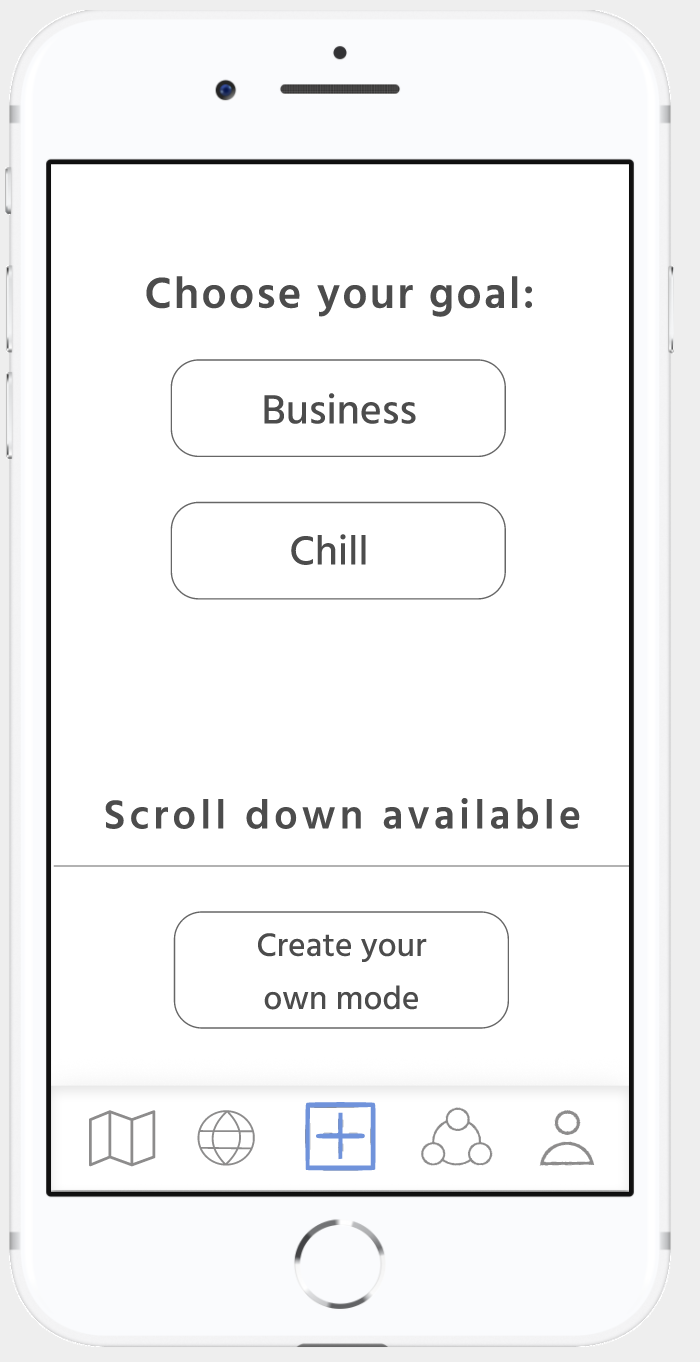 Choose your goal:
Business
Chill
Scroll down available
Create your
own mode